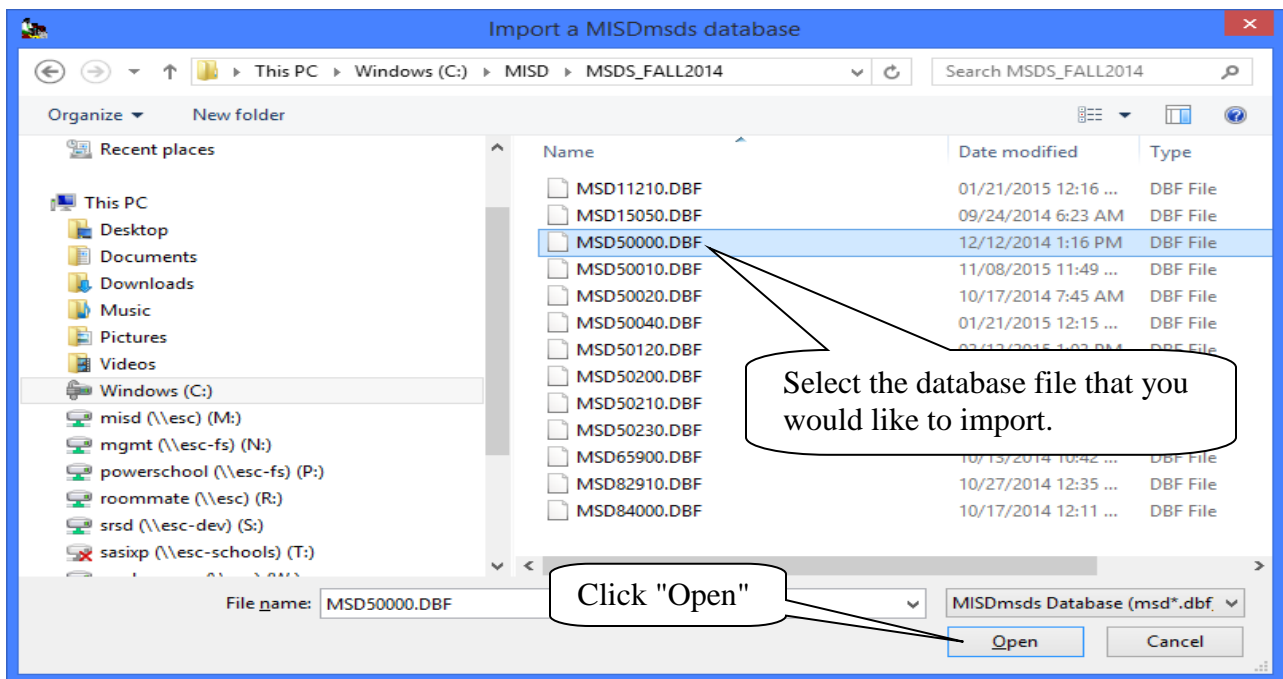 Import a MISDmsds database
This PC Windows (C:) MISD MSDS_FALL2014 Search MSDS_FALL2014
Organize New folder
Recent places
This PC
Desktop
Documents
Downloads
Music
Pictures
Videos
Windows (C:)
misd (\\esc) (M:)
mgmt (\\esc-fs) (N:)
powerschool (\\esc-fs) (P:)
roommate (\\esc) (R:)
srsd (\\esc-dev) (S:)
sasixp (\\esc-schools) (T:)
Name Date modified Type
MSD11210.DBF 01/21/2015 12:16 ... DBF File
MSD15050.DBF 09/24/2014 6:23 AM DBF File
MSD50000.DBF 12/12/2014 1:16 PM DBF File
MSD50010.DBF 11/08/2015 11:49 ... DBF File
MSD50020.DBF 10/17/2014 7:45 AM DBF File
MSD50040.DBF 01/21/2015 12:15 ... DBF File
MSD50120.DBF DBF File
MSD50200.DBF
MSD50210.DBF
MSD50230.DBF
MSD65900.DBF 10/13/2014 10:42 ... DBF File
MSD82910.DBF 10/27/2014 12:35 ... DBF File
MSD84000.DBF 10/17/2014 12:11 ... DBF File
Select the database file that you
would like to import.
Click "Open"
File name: MSD50000.DBF MISDmsds Database (msd*.dbf
Open Cancel